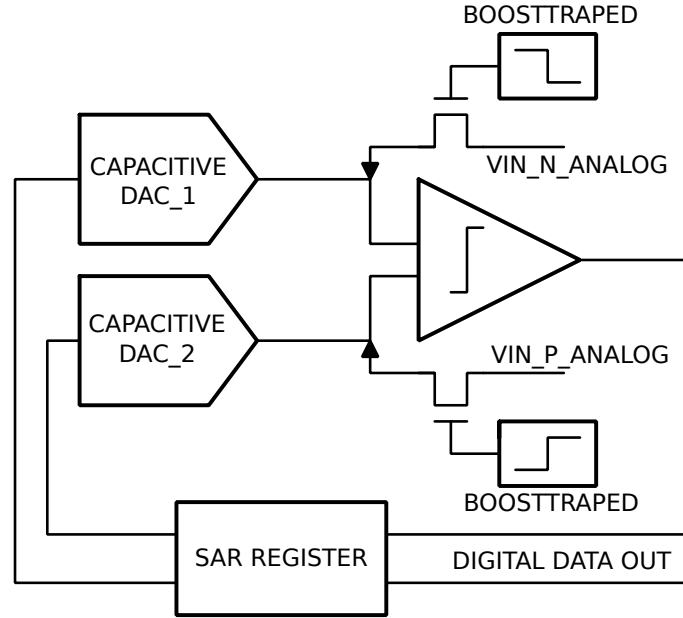 BOOSTTRAPED
CAPACITIVE
DAC_1
VIN_N_ANALOG
CAPACITIVE
DAC_2
VIN_P_ANALOG
BOOSTTRAPED
SAR REGISTER
DIGITAL DATA OUT